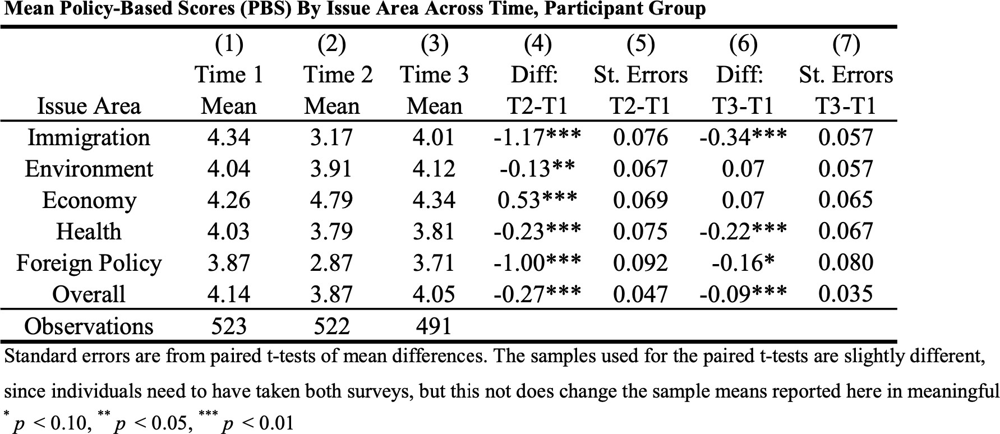 Mean Policy-Based Scores (PBS) By Issue Area Across Time, Participant Group
(1) (2) (3) (4) (5) (6) (7)
Time 1 Time 2 Time 3 Diff: St. Errors Diff: St. Errors
Issue Area Mean Mean Mean T2-T1 T2-T1 T3-T1 T3-T1
Immigration 4.34 3.17 4.01 -1.17*** 0.076 -0.34*** 0.057
Environment 4.04 3.91 4.12 -0.13** 0.067 0.07 0.057
Economy 4.26 4.79 4.34 0.53*** 0.069 0.07 0.065
Health 4.03 3.79 3.81 -0.23*** 0.075 -0.22*** 0.067
Foreign Policy 3.87 2.87 3.71 -1.00*** 0.092 -0.16* 0.080
Overall 4.14 3.87 4.05 -0.27*** 0.047 -0.09*** 0.035
Observations 523 522 491
Standard errors are from paired t-tests of mean differences. The samples used for the paired t-tests are slightly different,
since individuals need to have taken both surveys, but this not does change the sample means reported here in meaningful
* p < 0.10, ** p < 0.05, *** p < 0.01